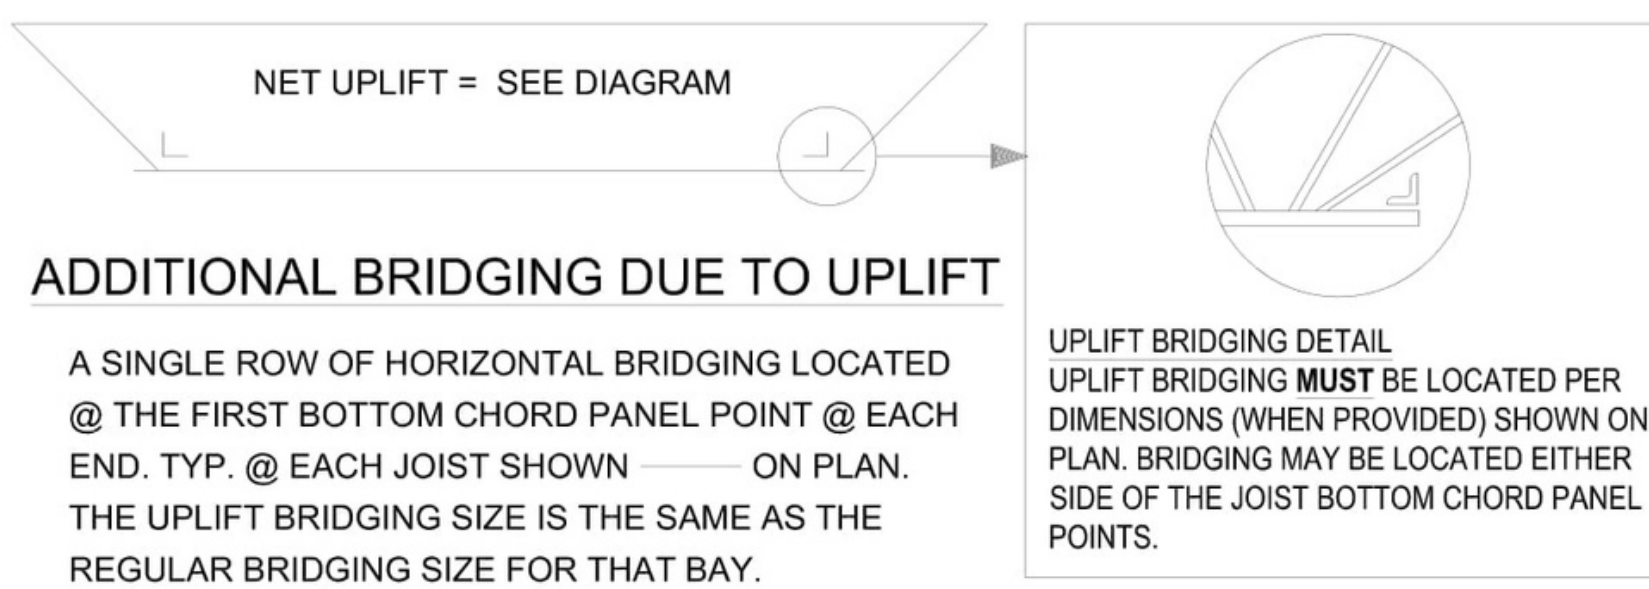 NET UPLIFT = SEE DIAGRAM
ADDITIONAL BRIDGING DUE TO UPLIFT
A SINGLE ROW OF HORIZONTAL BRIDGING LOCATED
@ THE FIRST BOTTOM CHORD PANEL POINT @ EACH
END. TYP. @ EACH JOIST SHOWN ——— ON PLAN.
THE UPLIFT BRIDGING SIZE IS THE SAME AS THE
REGULAR BRIDGING SIZE FOR THAT BAY.
UPLIFT BRIDGING DETAIL
UPLIFT BRIDGING MUST BE LOCATED PER
DIMENSIONS (WHEN PROVIDED) SHOWN ON
PLAN. BRIDGING MAY BE LOCATED EITHER
SIDE OF THE JOIST BOTTOM CHORD PANEL
POINTS.